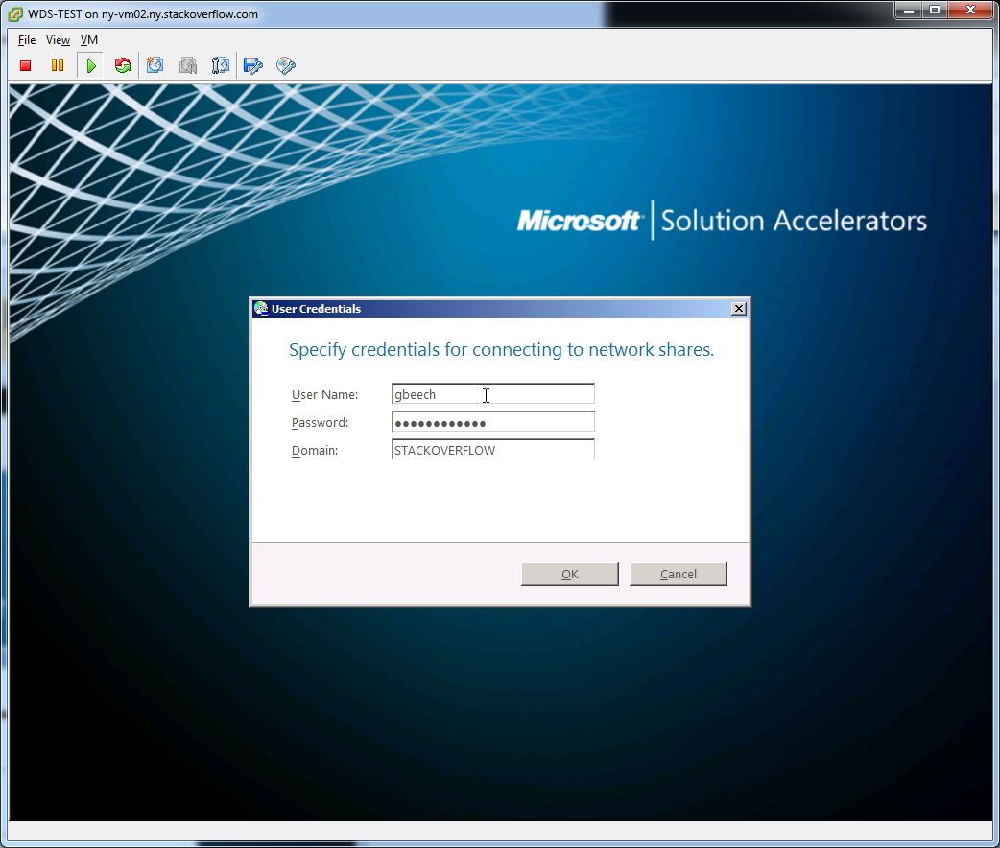 WDS-TEST on ny-vm02.ny.stackoverflow.com
File View VM
Microsoft Solution Accelerators
User Credentials
Specify credentials for connecting to network shares.
User Name: gbeech
Password: ●●●●●●●●●●●●
Domain: STACKOVERFLOW
OK Cancel